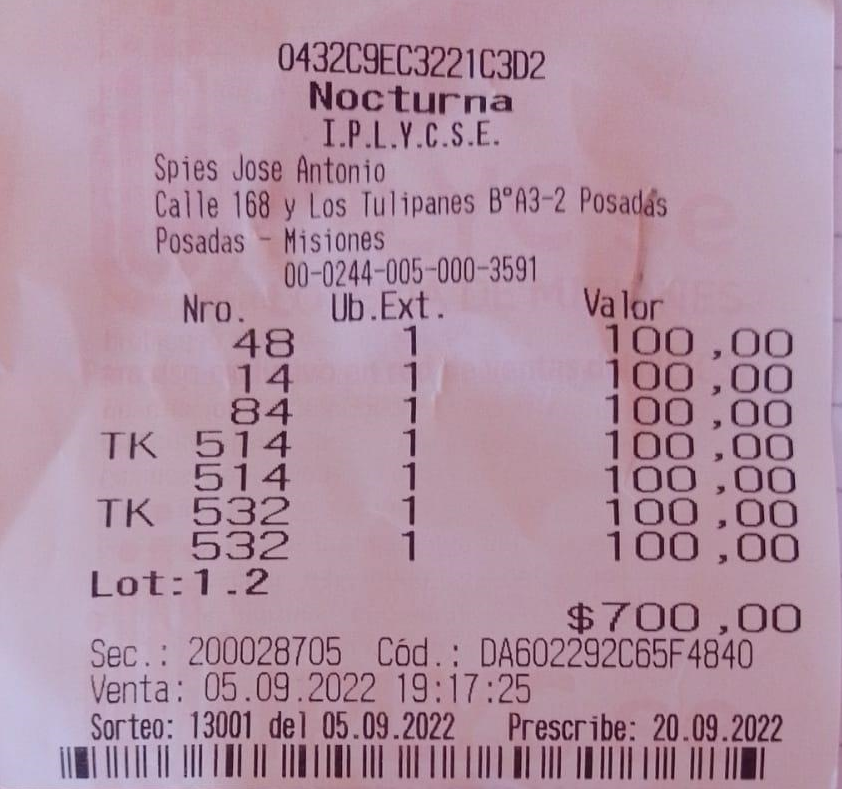 0432C9EC3221C3D2
Nocturna
I.P.L.Y.C.S.E.
Spies Jose Antonio
Calle 168 y Los Tulipanes B°A3-2 Posadas
Posadas - Misiones
00-0244-005-000-3591
Nro. Ub.Ext. Valor
48 1 100,00
14 1 100,00
84 1 100,00
TK 514 1 100,00
514 1 100,00
TK 532 1 100,00
532 1 100,00
Lot:1.2
$700,00
Sec.: 200028705 Cód.: DA602292C65F4840
Venta: 05.09.2022 19:17:25
Sorteo: 13001 del 05.09.2022 Prescribe: 20.09.2022